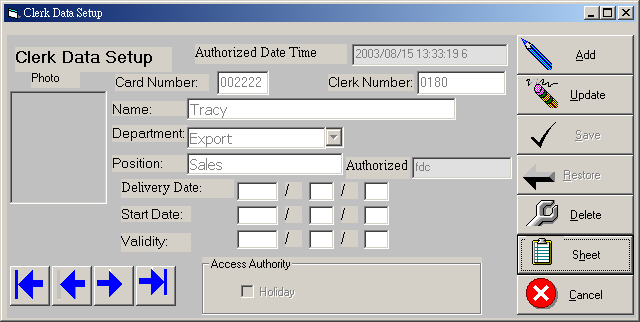 Clerk Data Setup
Clerk Data Setup
Authorized Date Time 2003/08/15 13:33:19 6
Photo
Card Number: 002222 Clerk Number: 0180
Name: Tracy
Department: Export
Position: Sales Authorized fdc
Delivery Date: / /
Start Date: / /
Validity: / /
Access Authority
Holiday
Add
Update
Save
Restore
Delete
Sheet
Cancel